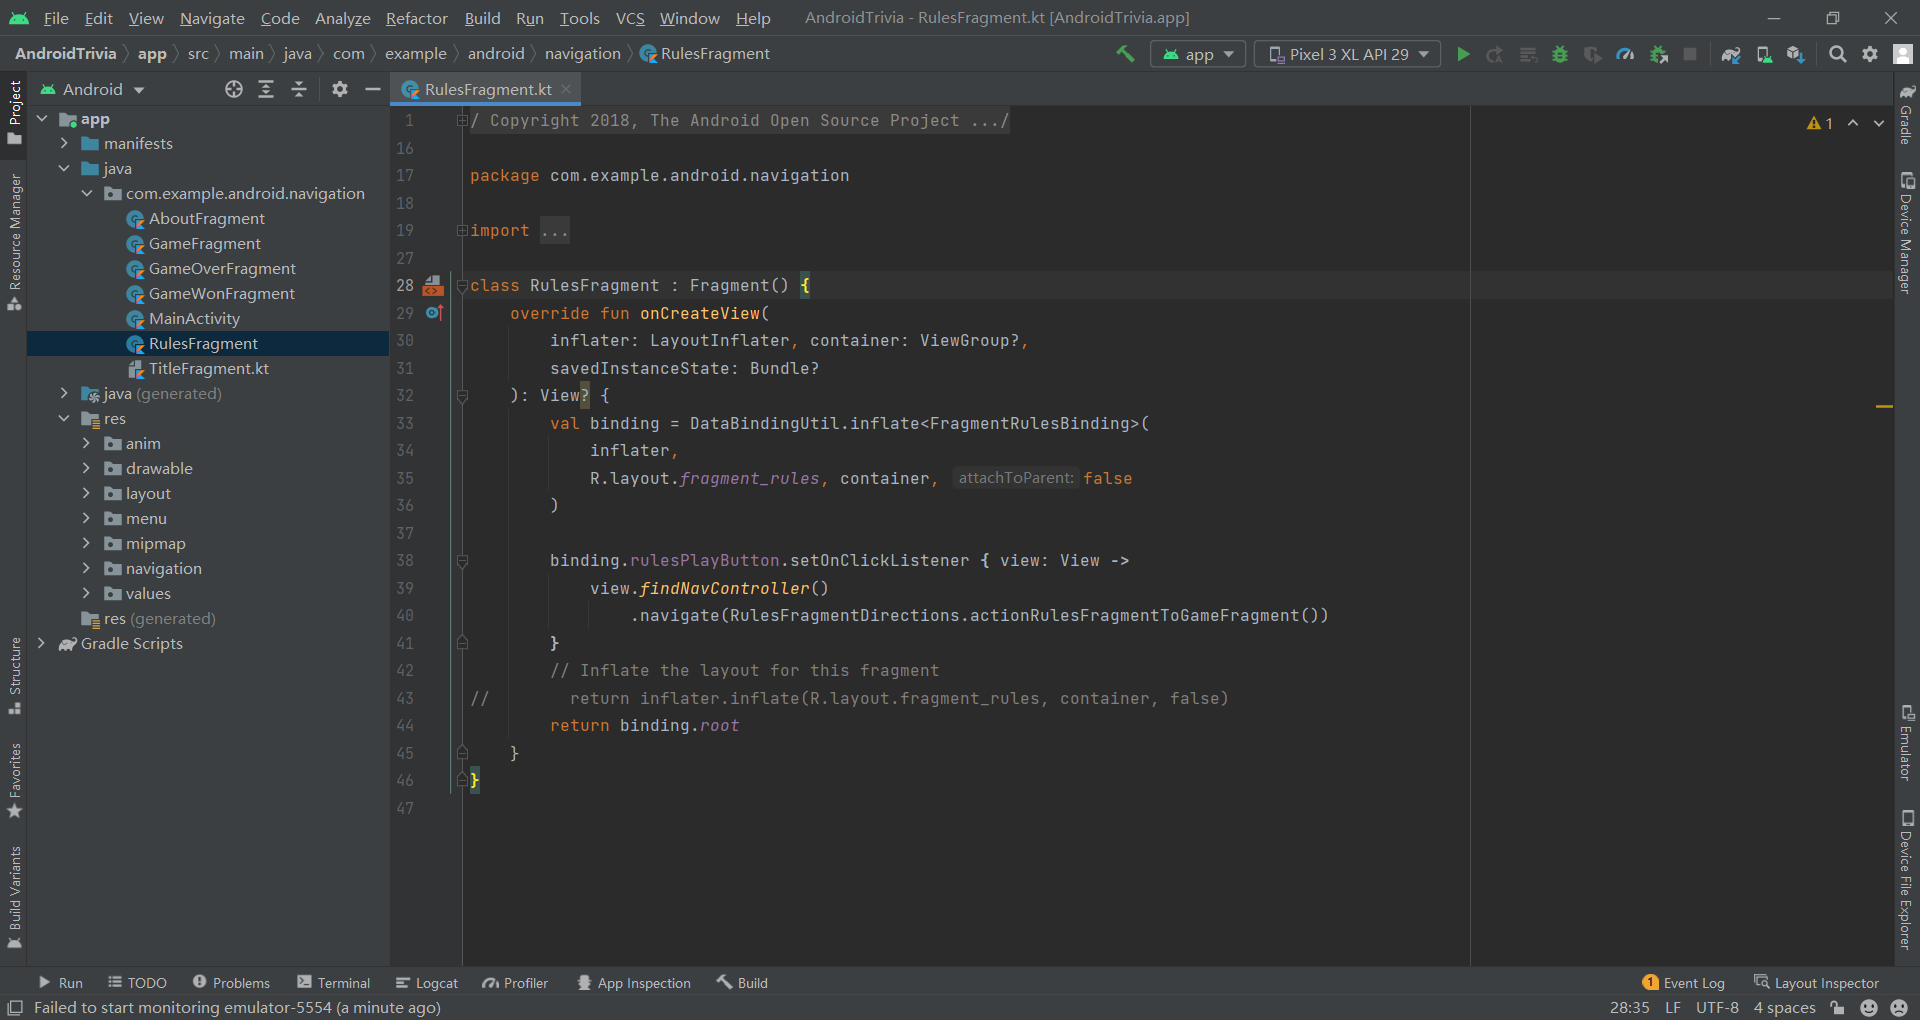 File Edit View Navigate Code Analyze Refactor Build Run Tools VCS Window Help AndroidTrivia - RulesFragment.kt [AndroidTrivia.app]
AndroidTrivia app src main java com example android navigation RulesFragment app Pixel 3 XL API 29
Project
Resource Manager
Structure
Favorites
Build Variants
Android
app
manifests
java
com.example.android.navigation
AboutFragment
GameFragment
GameOverFragment
GameWonFragment
MainActivity
RulesFragment
TitleFragment.kt
java (generated)
res
anim
drawable
layout
menu
mipmap
navigation
values
res (generated)
Gradle Scripts
RulesFragment.kt
1 / Copyright 2018, The Android Open Source Project .../
1
16
17 package com.example.android.navigation
18
19 import ...
27
28 class RulesFragment : Fragment() {
29 override fun onCreateView(
30 inflater: LayoutInflater, container: ViewGroup?,
31 savedInstanceState: Bundle?
32 ): View? {
33 val binding = DataBindingUtil.inflate<FragmentRulesBinding>(
34 inflater,
35 R.layout.fragment_rules, container, attachToParent: false
36 )
37
38 binding.rulesPlayButton.setOnClickListener { view: View ->
39 view.findNavController()
40 .navigate(RulesFragmentDirections.actionRulesFragmentToGameFragment())
41 }
42 // Inflate the layout for this fragment
43 // return inflater.inflate(R.layout.fragment_rules, container, false)
44 return binding.root
45 }
46 }
47
Gradle
Device Manager
Emulator
Device File Explorer
Run TODO Problems Terminal Logcat Profiler App Inspection Build 1 Event Log Layout Inspector
Failed to start monitoring emulator-5554 (a minute ago) 28:35 LF UTF-8 4 spaces